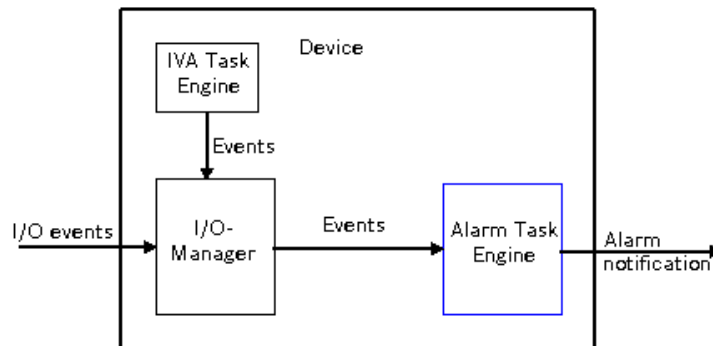 Device
IVA Task
Engine
Events
I/O events
I/O-
Manager
Events
Alarm Task
Engine
Alarm
notification